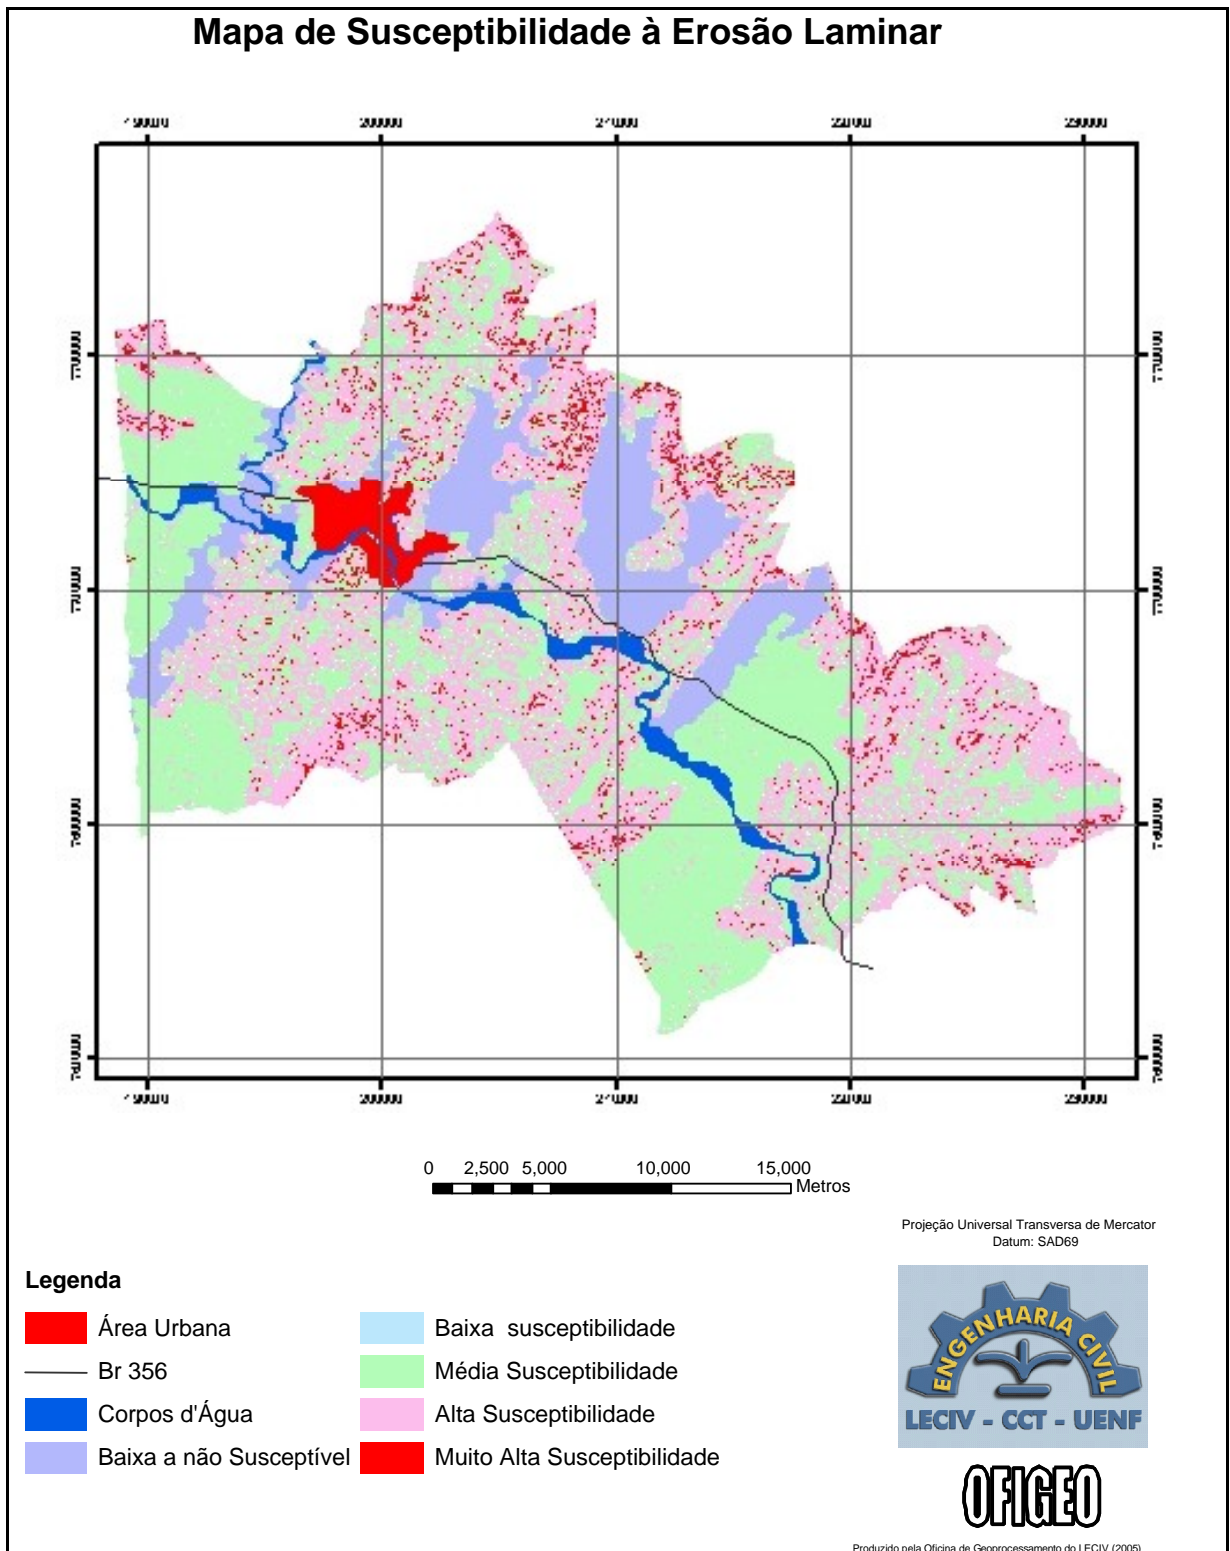 Mapa de Susceptibilidade à Erosão Laminar
200000
200000
0 2,500 5,000 10,000 15,000
Metros
Projeção Universal Transversa de Mercator
Datum: SAD69
Legenda
Área Urbana
Br 356
Corpos d'Água
Baixa a não Susceptível
Baixa susceptibilidade
Média Susceptibilidade
Alta Susceptibilidade
Muito Alta Susceptibilidade
ENGENHARIA CIVIL
LECIV - CCT - UENF
OFIGEO
Produzido pela Oficina de Geoprocessamento do LECIV (2005)